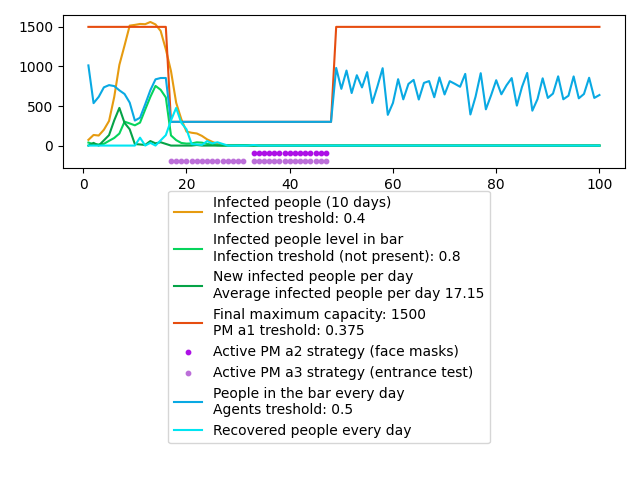 1500
1000
500
0
0 20 40 60 80 100
Infected people (10 days)
Infection treshold: 0.4
Infected people level in bar
Infection treshold (not present): 0.8
New infected people per day
Average infected people per day 17.15
Final maximum capacity: 1500
PM a1 treshold: 0.375
Active PM a2 strategy (face masks)
Active PM a3 strategy (entrance test)
People in the bar every day
Agents treshold: 0.5
Recovered people every day